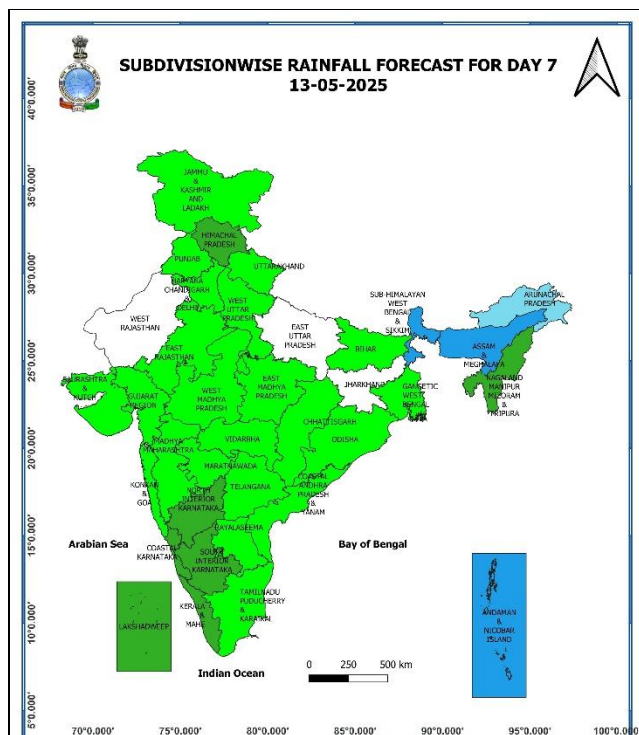 SUBDIVISIONWISE RAINFALL FORECAST FOR DAY 7
13-05-2025
40°0.000'
35°0.000'
30°0.000'
25°0.000'
20°0.000'
15°0.000'
10°0.000'
5°0.000'
JAMMU
&
KASHMIR
AND
LADAKH
HIMACHAL
PRADESH
PUNJAB
UTTARAKHAND
HARYANA
CHANDIGARH
&
DELHI
WEST
UTTAR
PRADESH
WEST
RAJASTHAN
EAST
UTTAR
PRADESH
SUB-HIMALAYAN
WEST
BENGAL
&
SIKKIM
ARUNACHAL
PRADESH
ASSAM
&
MEGHALAYA
NAGALAND
MANIPUR
MIZORAM
&
TRIPURA
EAST
RAJASTHAN
BIHAR
JHARKHAND
GANGETIC
WEST
BENGAL
SAURASHTRA
&
KUTCH
GUJARAT
REGION
WEST
MADHYA
PRADESH
EAST
MADHYA
PRADESH
CHHATTISGARH
ODISHA
MADHYA
MAHARASHTRA
VIDARBHA
MARATHAWADA
KONKAN
&
GOA
TELANGANA
COASTAL
ANDHRA
PRADESH
&
YANAM
NORTH
INTERIOR
KARNATAKA
RAYALASEEMA
Arabian Sea
Bay of Bengal
COASTAL
KARNATAKA
SOUTH
INTERIOR
KARNATAKA
KERALA
&
MAHE
TAMILNADU
PUDUCHERRY
&
KARAIKAL
LAKSHADWEEP
ANDAMAN
&
NICOBAR
ISLAND
Indian Ocean
0 250 500 km
70°0.000' 75°0.000' 80°0.000' 85°0.000' 90°0.000' 95°0.000' 100°0.000'